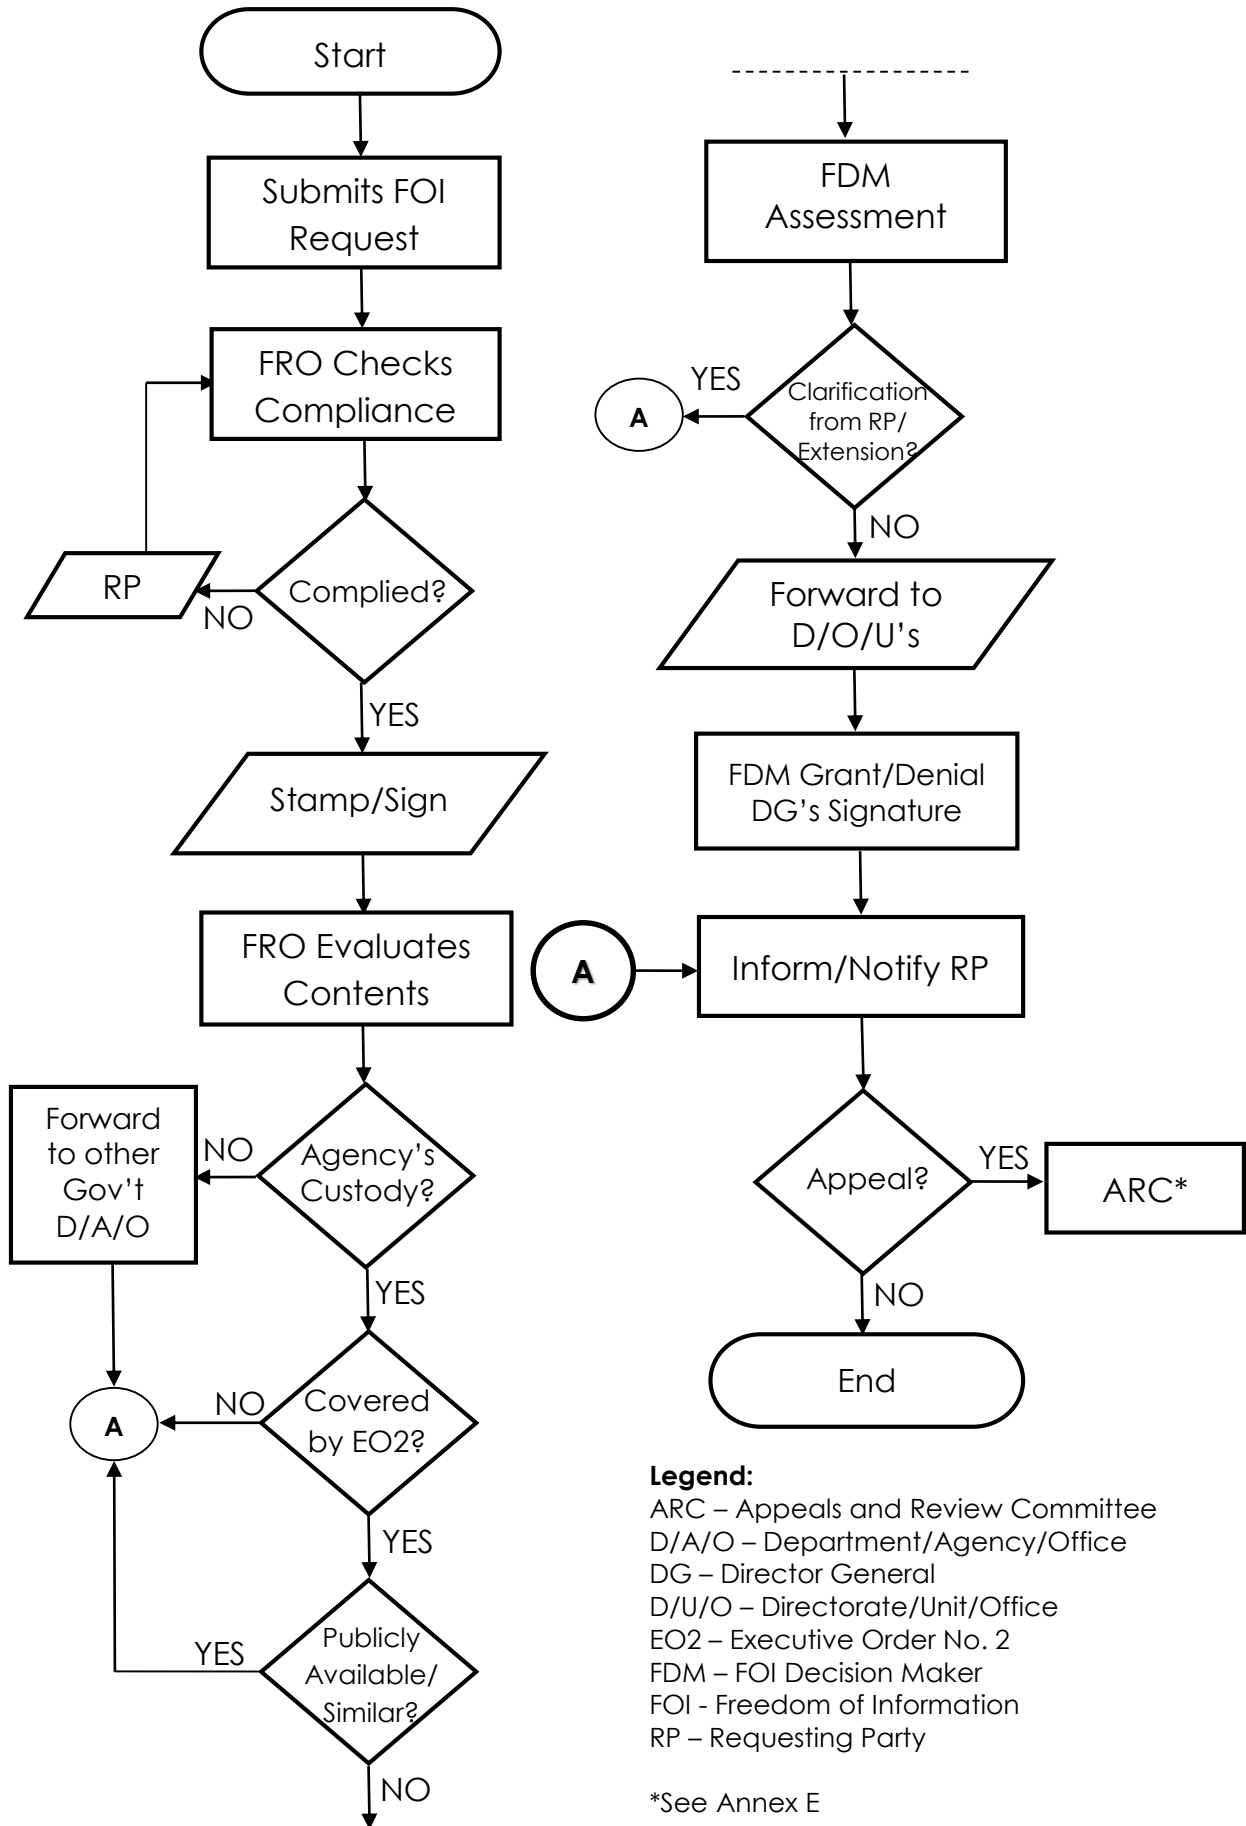 Start
Submits FOI
Request
FRO Checks
Compliance
RP
NO
Complied?
YES
Stamp/Sign
FRO Evaluates
Contents
Forward
to other
Gov't
D/A/O
NO
Agency's
Custody?
YES
A
NO
Covered
by EO2?
YES
YES
Publicly
Available/
Similar?
NO
FDM
Assessment
A
YES
Clarification
from RP/
Extension?
NO
Forward to
D/O/U's
FDM Grant/Denial
DG's Signature
A
Inform/Notify RP
Appeal?
YES
ARC*
NO
End
Legend:
ARC – Appeals and Review Committee
D/A/O – Department/Agency/Office
DG – Director General
D/U/O – Directorate/Unit/Office
EO2 – Executive Order No. 2
FDM – FOI Decision Maker
FOI - Freedom of Information
RP – Requesting Party
*See Annex E